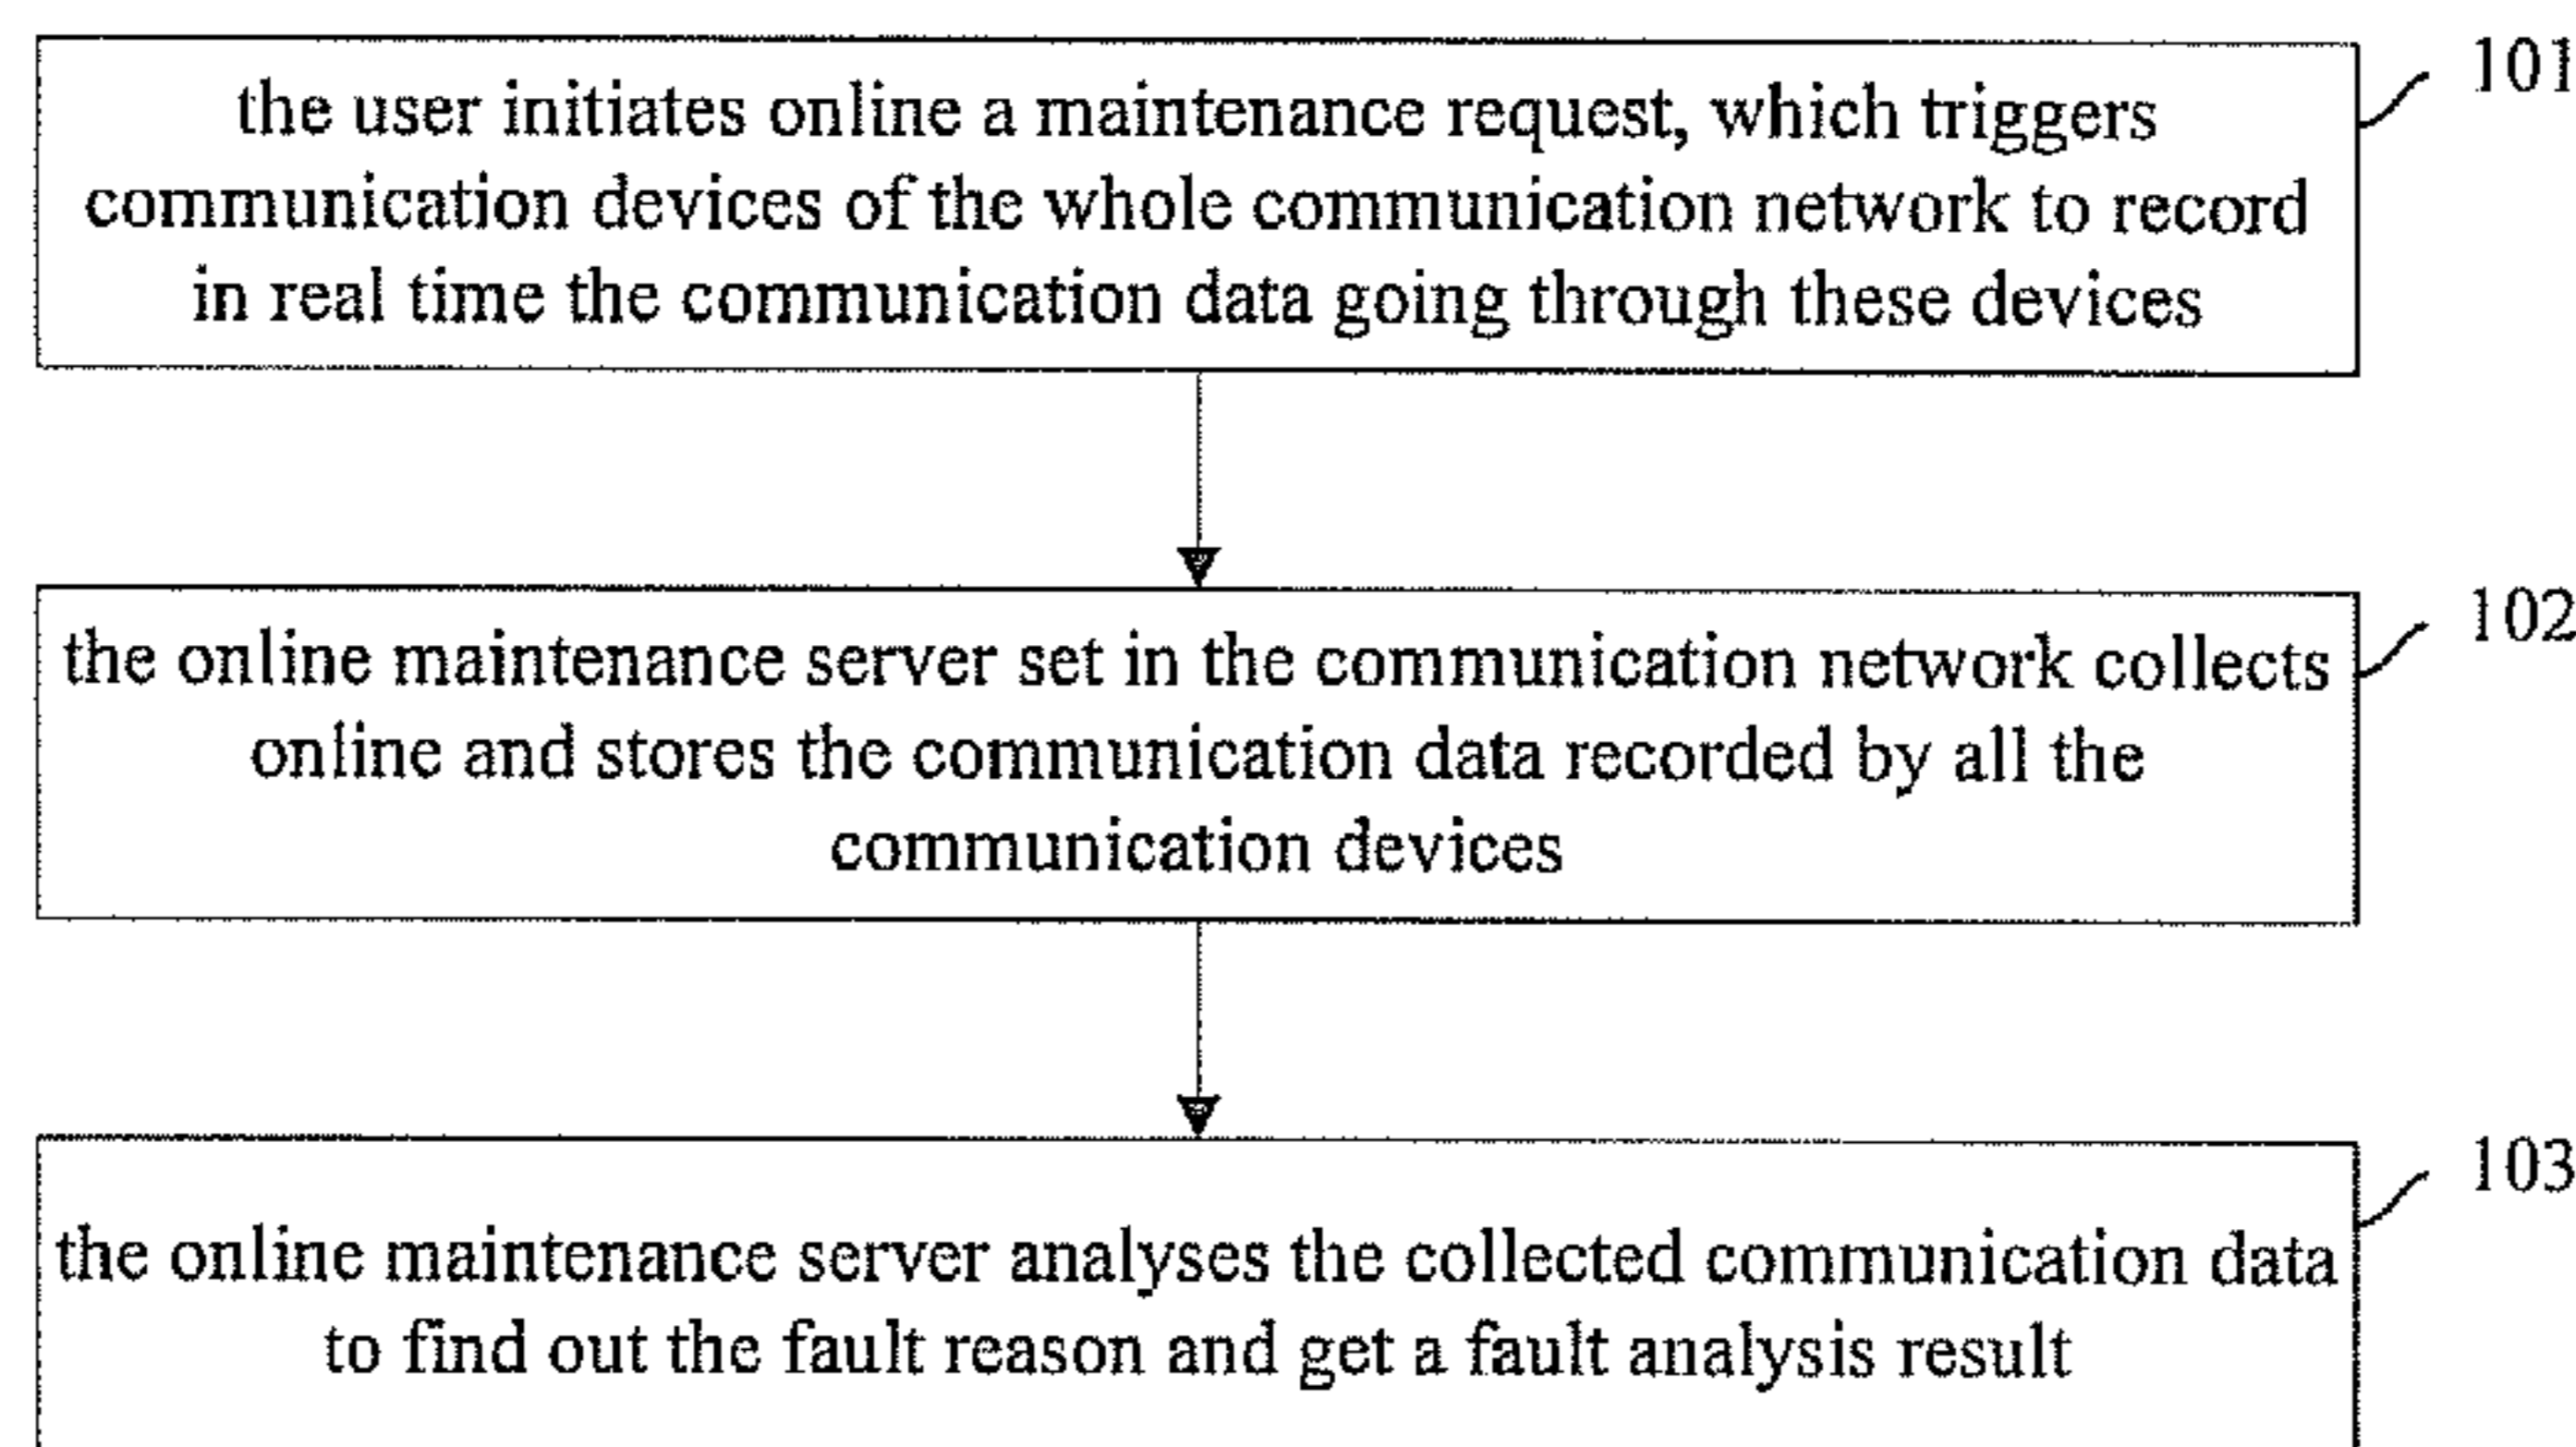 the user initiates online a maintenance request, which triggers
communication devices of the whole communication network to record
in real time the communication data going through these devices
101
the online maintenance server set in the communication network collects
online and stores the communication data recorded by all the
communication devices
102
the online maintenance server analyses the collected communication data
to find out the fault reason and get a fault analysis result
103